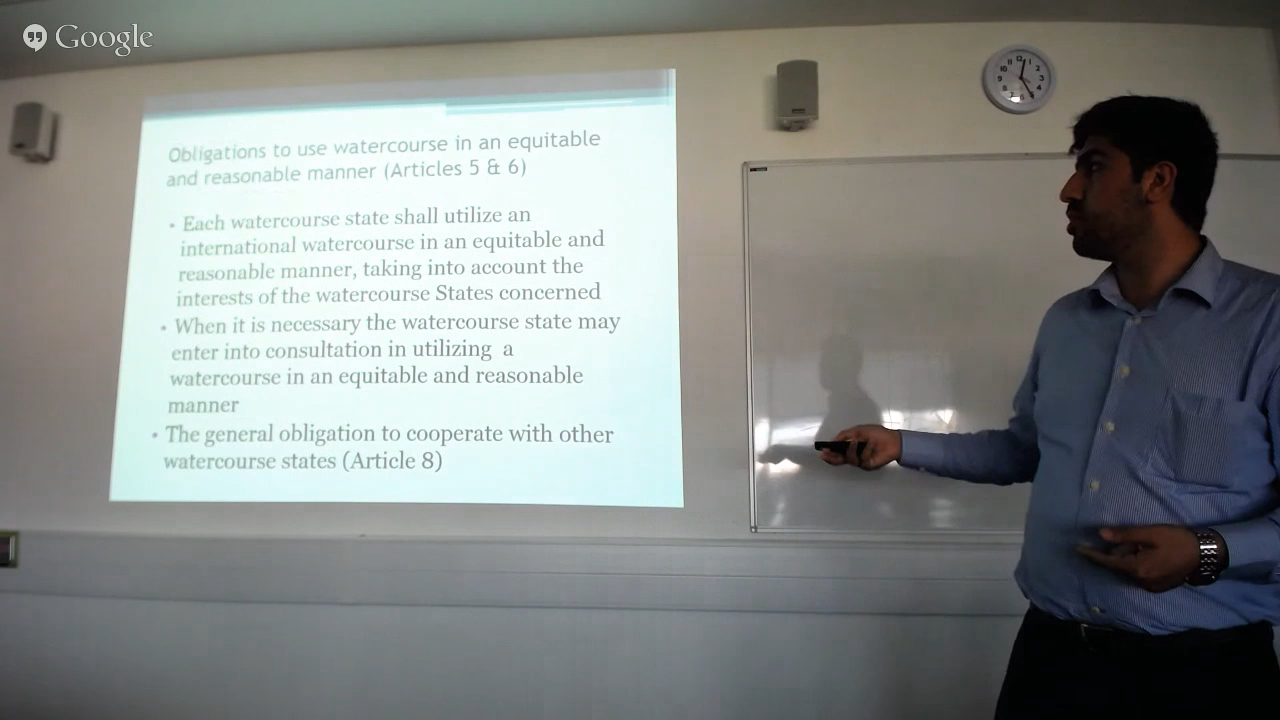 Google
Obligations to use watercourse in an equitable
and reasonable manner (Articles 5 & 6)
• Each watercourse state shall utilize an
international watercourse in an equitable and
reasonable manner, taking into account the
interests of the watercourse States concerned
• When it is necessary the watercourse state may
enter into consultation in utilizing a
watercourse in an equitable and reasonable
manner
• The general obligation to cooperate with other
watercourse states (Article 8)